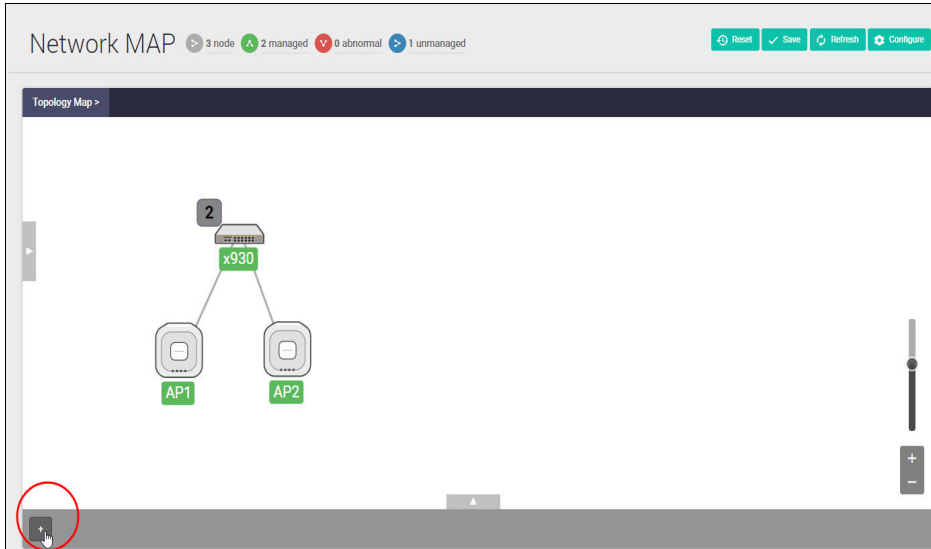 Network MAP 3 node 2 managed 0 abnormal 1 unmanaged Reset Save Refresh Configure
Topology Map >
2
x930
AP1 AP2
+
−
+